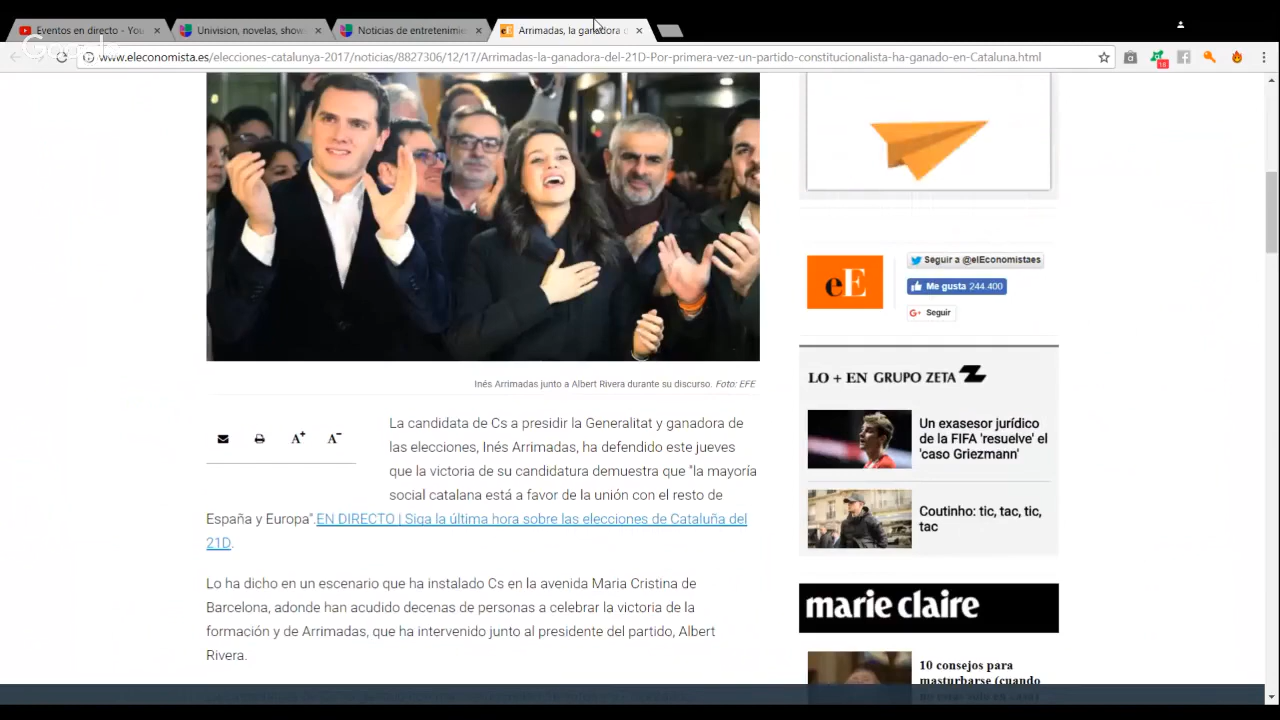 Eventos en directo - You
Univision, novelas, show
Noticias de entretenimie
Arrimadas, la ganadora d
www.eleconomista.es/elecciones-catalunya-2017/noticias/8827306/12/17/Arrimadas-la-ganadora-del-21D-Por-primera-vez-un-partido-constitucionalista-ha-ganado-en-Cataluna.html
Inés Arrimadas junto a Albert Rivera durante su discurso. Foto: EFE
A+ A-
La candidata de Cs a presidir la Generalitat y ganadora de
las elecciones, Inés Arrimadas, ha defendido este jueves
que la victoria de su candidatura demuestra que "la mayoría
social catalana está a favor de la unión con el resto de
España y Europa".EN DIRECTO | Siga la última hora sobre las elecciones de Cataluña del
21D.
Lo ha dicho en un escenario que ha instalado Cs en la avenida Maria Cristina de
Barcelona, adonde han acudido decenas de personas a celebrar la victoria de la
formación y de Arrimadas, que ha intervenido junto al presidente del partido, Albert
Rivera.
eE
Seguir a @elEconomistaes
Me gusta 244.400
G+ Seguir
LO + EN GRUPO ZETA
Un exasesor jurídico
de la FIFA 'resuelve' el
'caso Griezmann'
Coutinho: tic, tac, tic,
tac
marie claire
10 consejos para
masturbarse (cuando